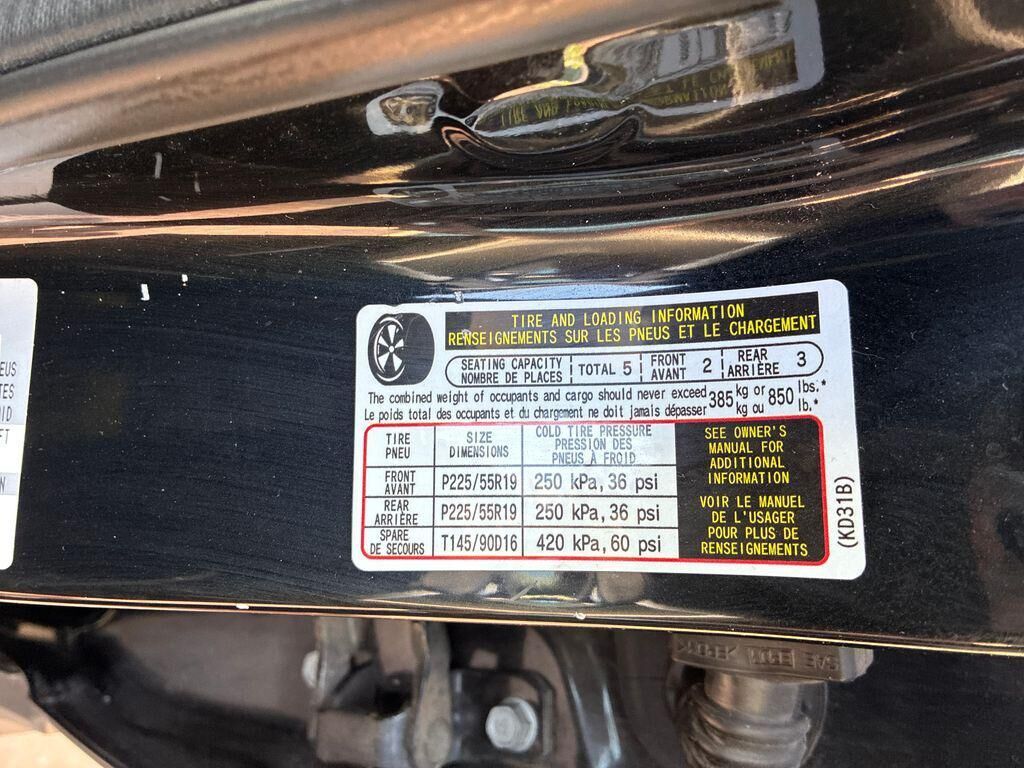 TIRE AND LOADING INFORMATION
RENSEIGNEMENTS SUR LES PNEUS ET LE CHARGEMENT
SEATING CAPACITY
NOMBRE DE PLACES
TOTAL 5
FRONT
AVANT 2
REAR
ARRIÈRE 3
The combined weight of occupants and cargo should never exceed 385 kg or 850 lbs.*
Le poids total des occupants et du chargement ne doit jamais dépasser 385 kg ou 850 lb.*
TIRE
PNEU
SIZE
DIMENSIONS
COLD TIRE PRESSURE
PRESSION DES
PNEUS À FROID
FRONT
AVANT
P225/55R19
250 kPa, 36 psi
REAR
ARRIÈRE
P225/55R19
250 kPa, 36 psi
SPARE
DE SECOURS
T145/90D16
420 kPa, 60 psi
SEE OWNER'S
MANUAL FOR
ADDITIONAL
INFORMATION
VOIR LE MANUEL
DE L'USAGER
POUR PLUS DE
RENSEIGNEMENTS
(KD31B)